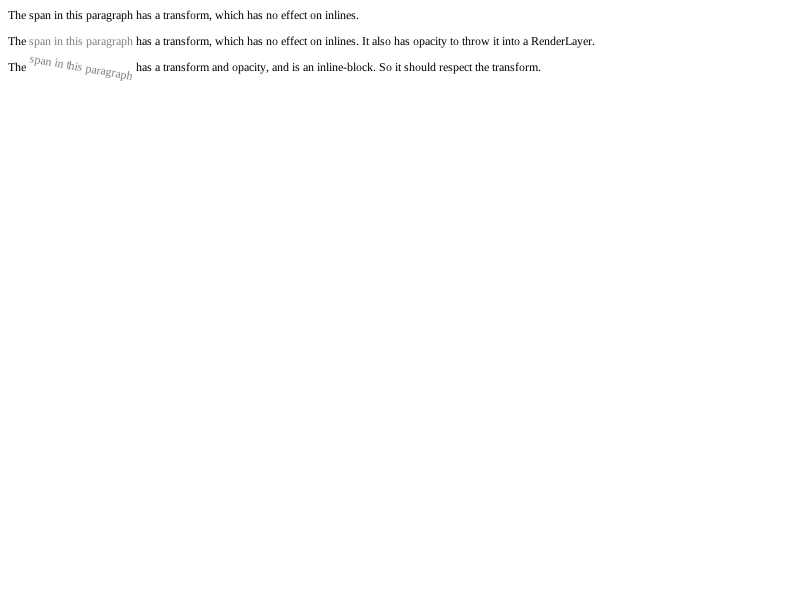 The span in this paragraph has a transform, which has no effect on inlines.
The span in this paragraph has a transform, which has no effect on inlines. It also has opacity to throw it into a RenderLayer.
The span in this paragraph has a transform and opacity, and is an inline-block. So it should respect the transform.